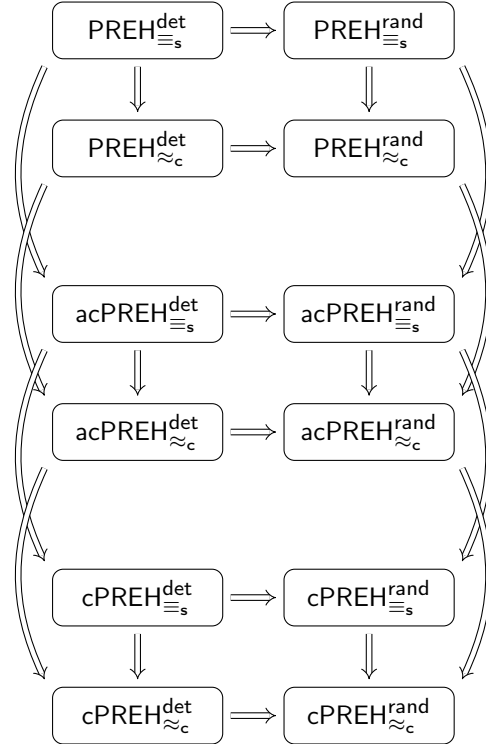 PREH^det_≡s PREH^rand_≡s
PREH^det_≈c PREH^rand_≈c
acPREH^det_≡s acPREH^rand_≡s
acPREH^det_≈c acPREH^rand_≈c
cPREH^det_≡s cPREH^rand_≡s
cPREH^det_≈c cPREH^rand_≈c